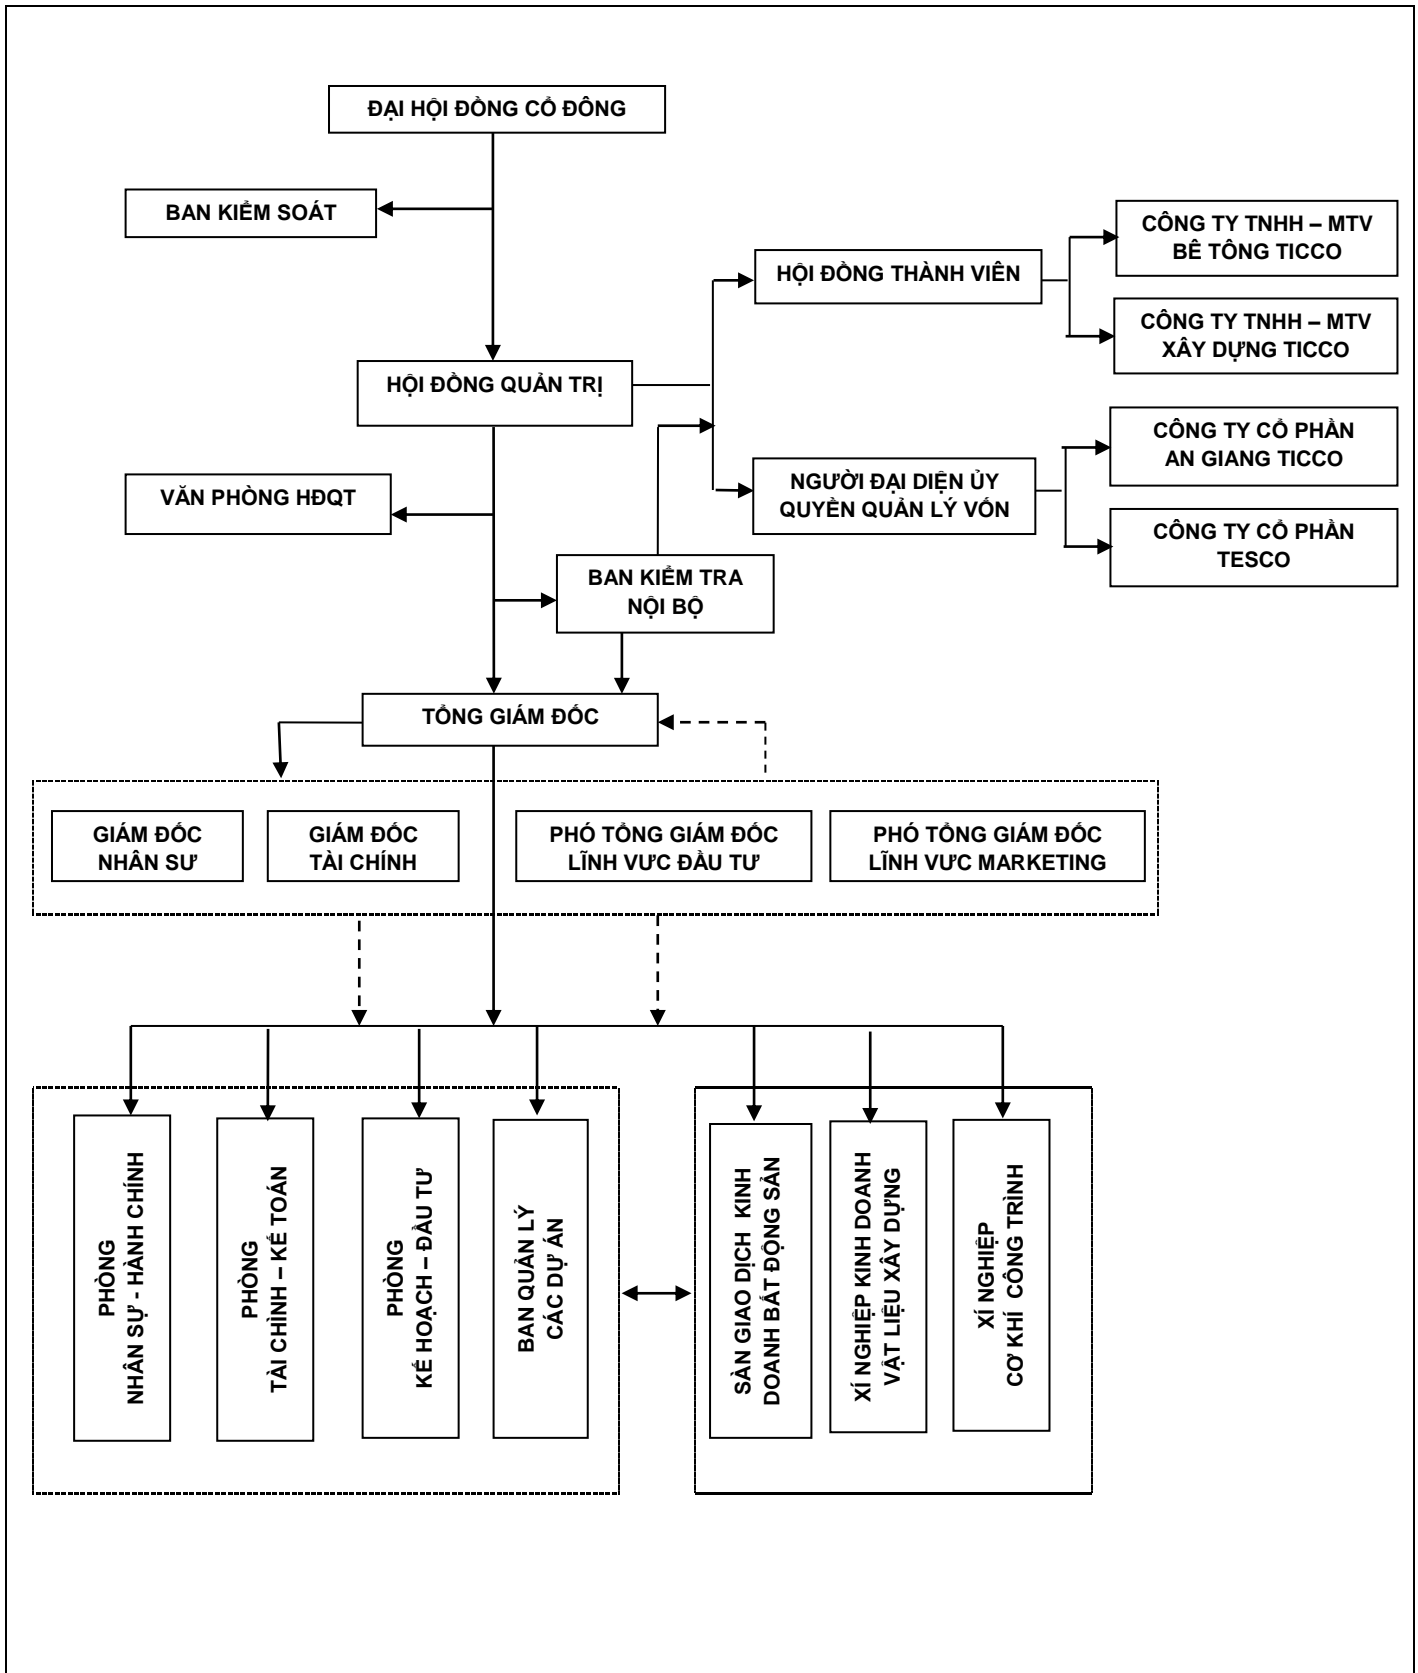 ĐẠI HỘI ĐỒNG CỔ ĐÔNG
BAN KIỂM SOÁT
CÔNG TY TNHH – MTV
BÊ TÔNG TICCO
HỘI ĐỒNG THÀNH VIÊN
CÔNG TY TNHH – MTV
XÂY DỰNG TICCO
HỘI ĐỒNG QUẢN TRỊ
CÔNG TY CỔ PHẦN
AN GIANG TICCO
VĂN PHÒNG HĐQT
NGƯỜI ĐẠI DIỆN ỦY
QUYỀN QUẢN LÝ VỐN
CÔNG TY CỔ PHẦN
TESCO
BAN KIỂM TRA
NỘI BỘ
TỔNG GIÁM ĐỐC
GIÁM ĐỐC
NHÂN SƯ
GIÁM ĐỐC
TÀI CHÍNH
PHÓ TỔNG GIÁM ĐỐC
LĨNH VƯC ĐẦU TƯ
PHÓ TỔNG GIÁM ĐỐC
LĨNH VƯC MARKETING
PHÒNG
NHÂN SỰ - HÀNH CHÍNH
PHÒNG
TÀI CHÍNH – KẾ TOÁN
PHÒNG
KẾ HOẠCH – ĐẦU TƯ
BAN QUẢN LÝ
CÁC DỰ ÁN
SÀN GIAO DỊCH KINH
DOANH BẤT ĐỘNG SẢN
XÍ NGHIỆP KINH DOANH
VẬT LIỆU XÂY DỰNG
XÍ NGHIỆP
CƠ KHÍ CÔNG TRÌNH